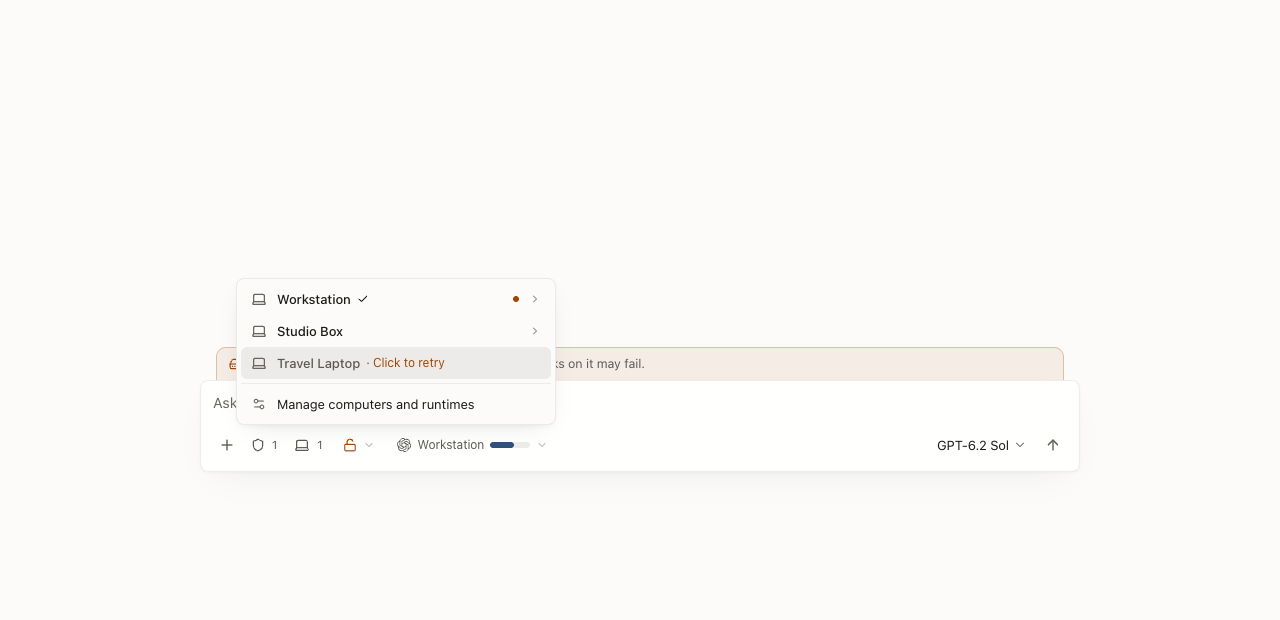 Workstation
Studio Box
Travel Laptop · Click to retry
on it may fail.
Manage computers and runtimes
Ask
1
1
Workstation
GPT-6.2 Sol